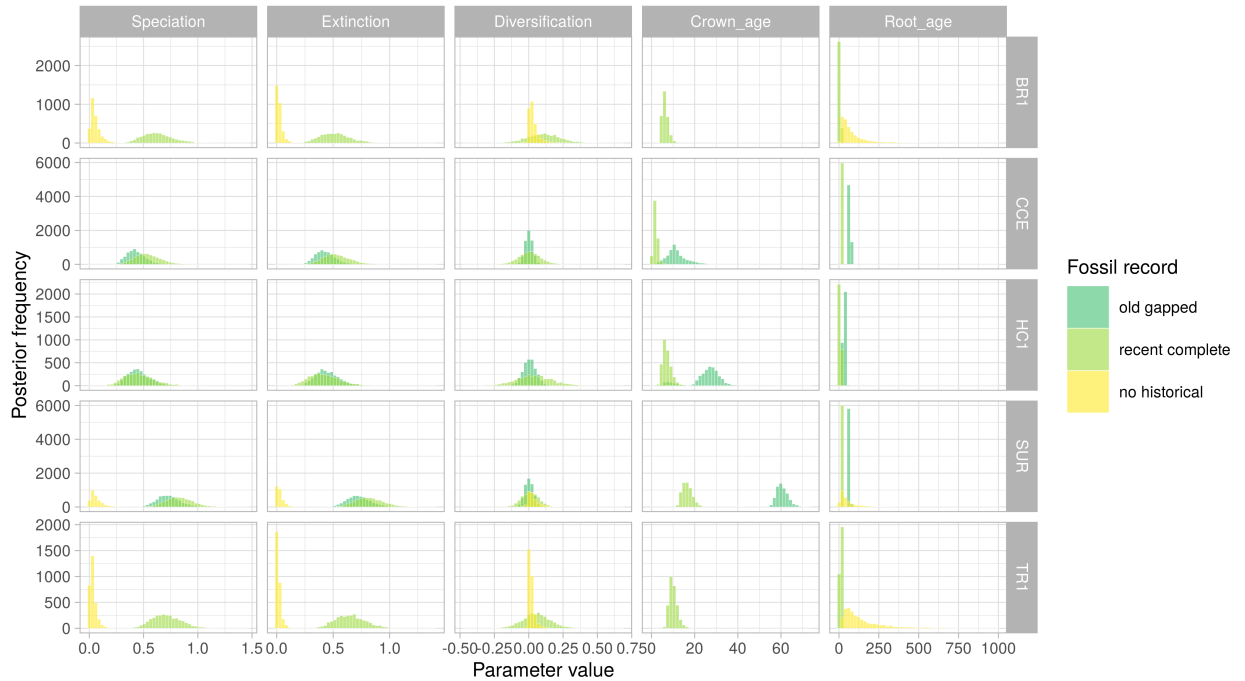 Speciation Extinction Diversification Crown_age Root_age
Posterior frequency
2000
1000
0
BR1
6000
4000
2000
0
CCE
2000
1500
1000
500
0
HC1
6000
4000
2000
0
SUR
2000
1500
1000
500
0
TR1
0.0 0.5 1.0 1.5 0.0 0.5 1.0 -0.50 -0.25 0.00 0.25 0.50 0.75 0 20 40 60 0 250 500 750 1000
Parameter value
Fossil record
old gapped
recent complete
no historical